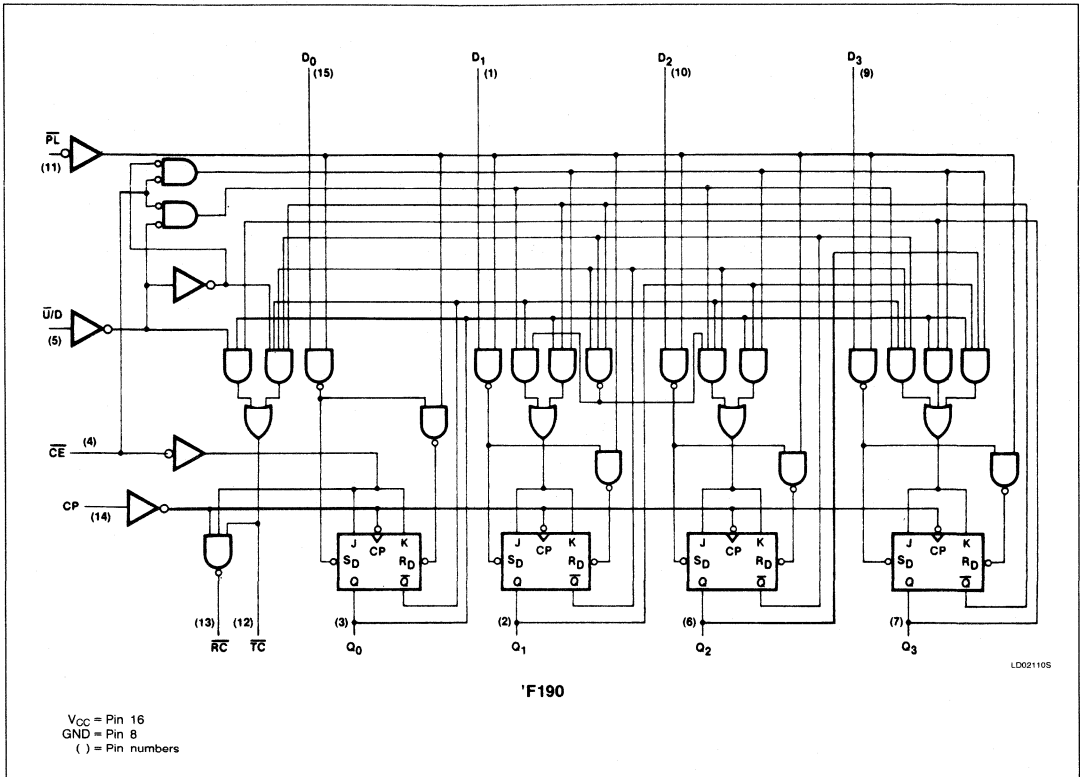 D0 D1 D2 D3
(15) (1) (10) (9)
PL
(11)
U/D
(5)
CE (4)
CP
(14)
J K J K J K J K
CP CP CP CP
SD RD SD RD SD RD SD RD
Q Q Q Q Q Q Q Q
(13) (12) (3) (2) (6) (7)
RC TC Q0 Q1 Q2 Q3
LD02110S
'F190
VCC = Pin 16
GND = Pin 8
( ) = Pin numbers